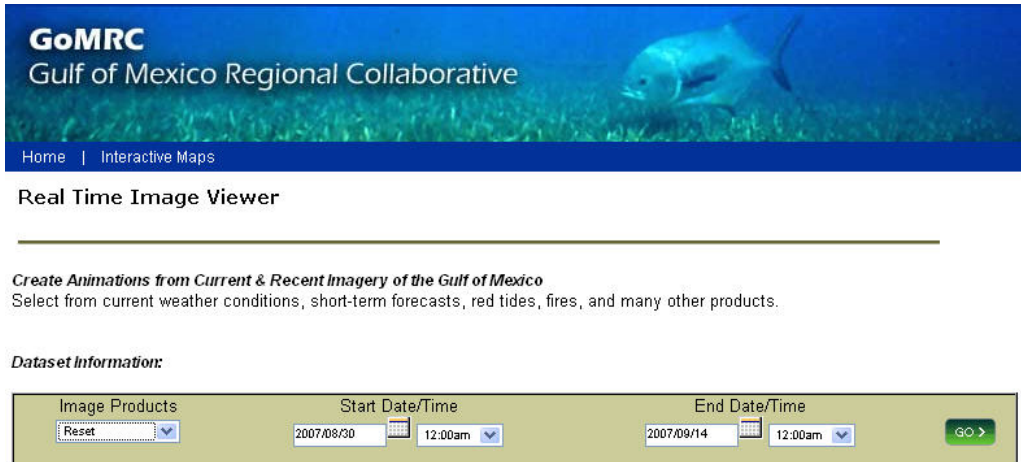 GoMRC
Gulf of Mexico Regional Collaborative
Home | Interactive Maps
Real Time Image Viewer
Create Animations from Current & Recent Imagery of the Gulf of Mexico
Select from current weather conditions, short-term forecasts, red tides, fires, and many other products.
Dataset Information:
Image Products Start Date/Time End Date/Time
Reset 2007/08/30 12:00am 2007/09/14 12:00am GO >